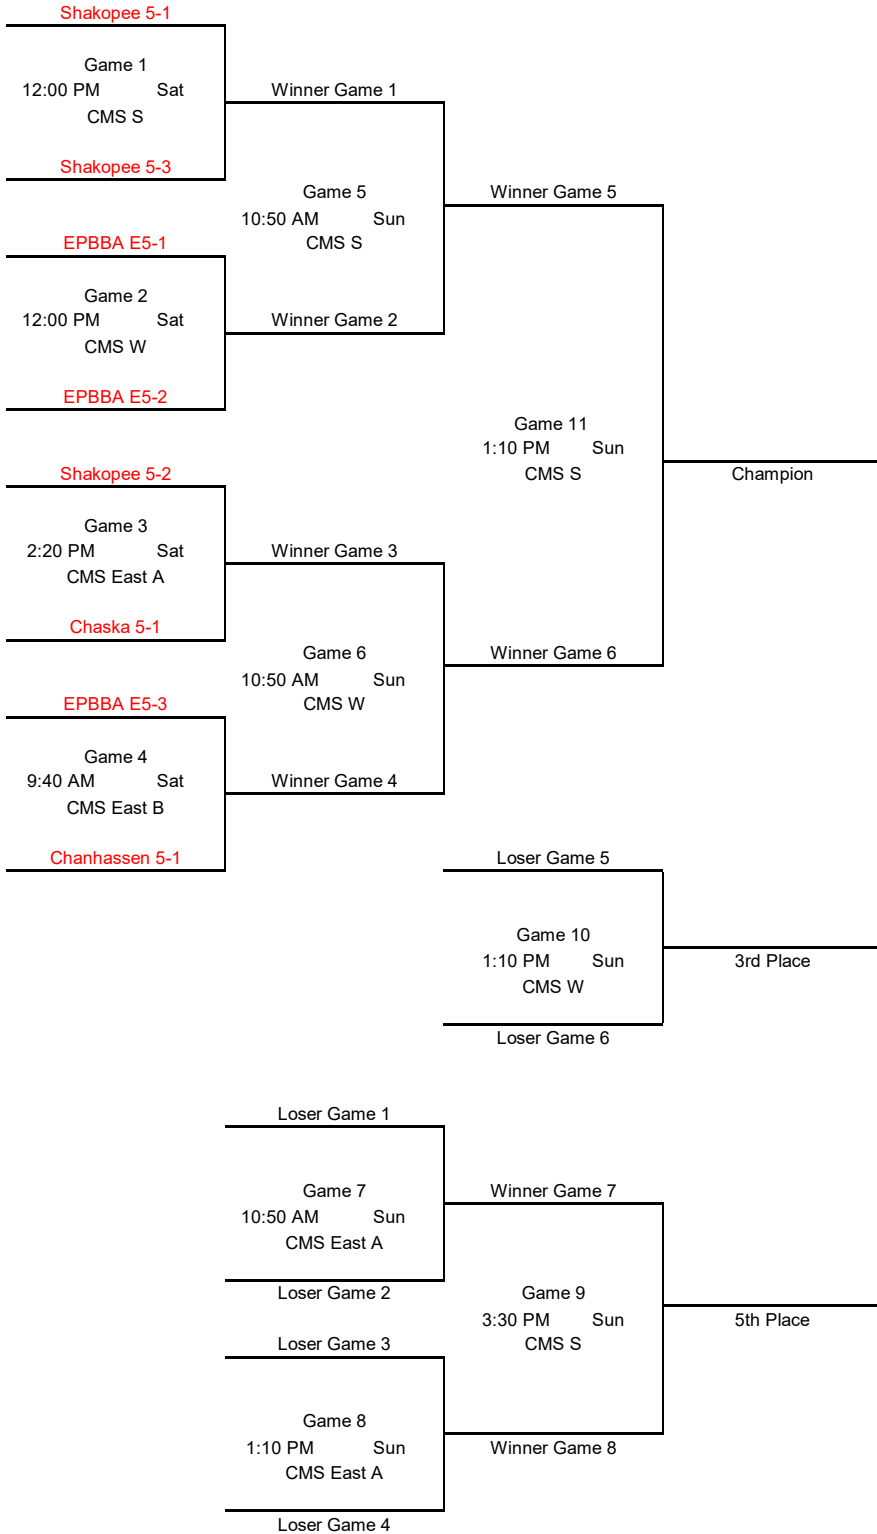 Shakopee 5-1
Game 1
12:00 PM Sat
CMS S
Shakopee 5-3
Winner Game 1
Game 5
10:50 AM Sun
CMS S
Winner Game 5
EPBBA E5-1
Game 2
12:00 PM Sat
CMS W
EPBBA E5-2
Winner Game 2
Game 11
1:10 PM Sun
CMS S
Champion
Shakopee 5-2
Game 3
2:20 PM Sat
CMS East A
Chaska 5-1
Winner Game 3
Game 6
10:50 AM Sun
CMS W
Winner Game 6
EPBBA E5-3
Game 4
9:40 AM Sat
CMS East B
Chanhassen 5-1
Winner Game 4
Loser Game 5
Game 10
1:10 PM Sun
CMS W
Loser Game 6
3rd Place
Loser Game 1
Game 7
10:50 AM Sun
CMS East A
Loser Game 2
Winner Game 7
Game 9
3:30 PM Sun
CMS S
5th Place
Loser Game 3
Game 8
1:10 PM Sun
CMS East A
Loser Game 4
Winner Game 8